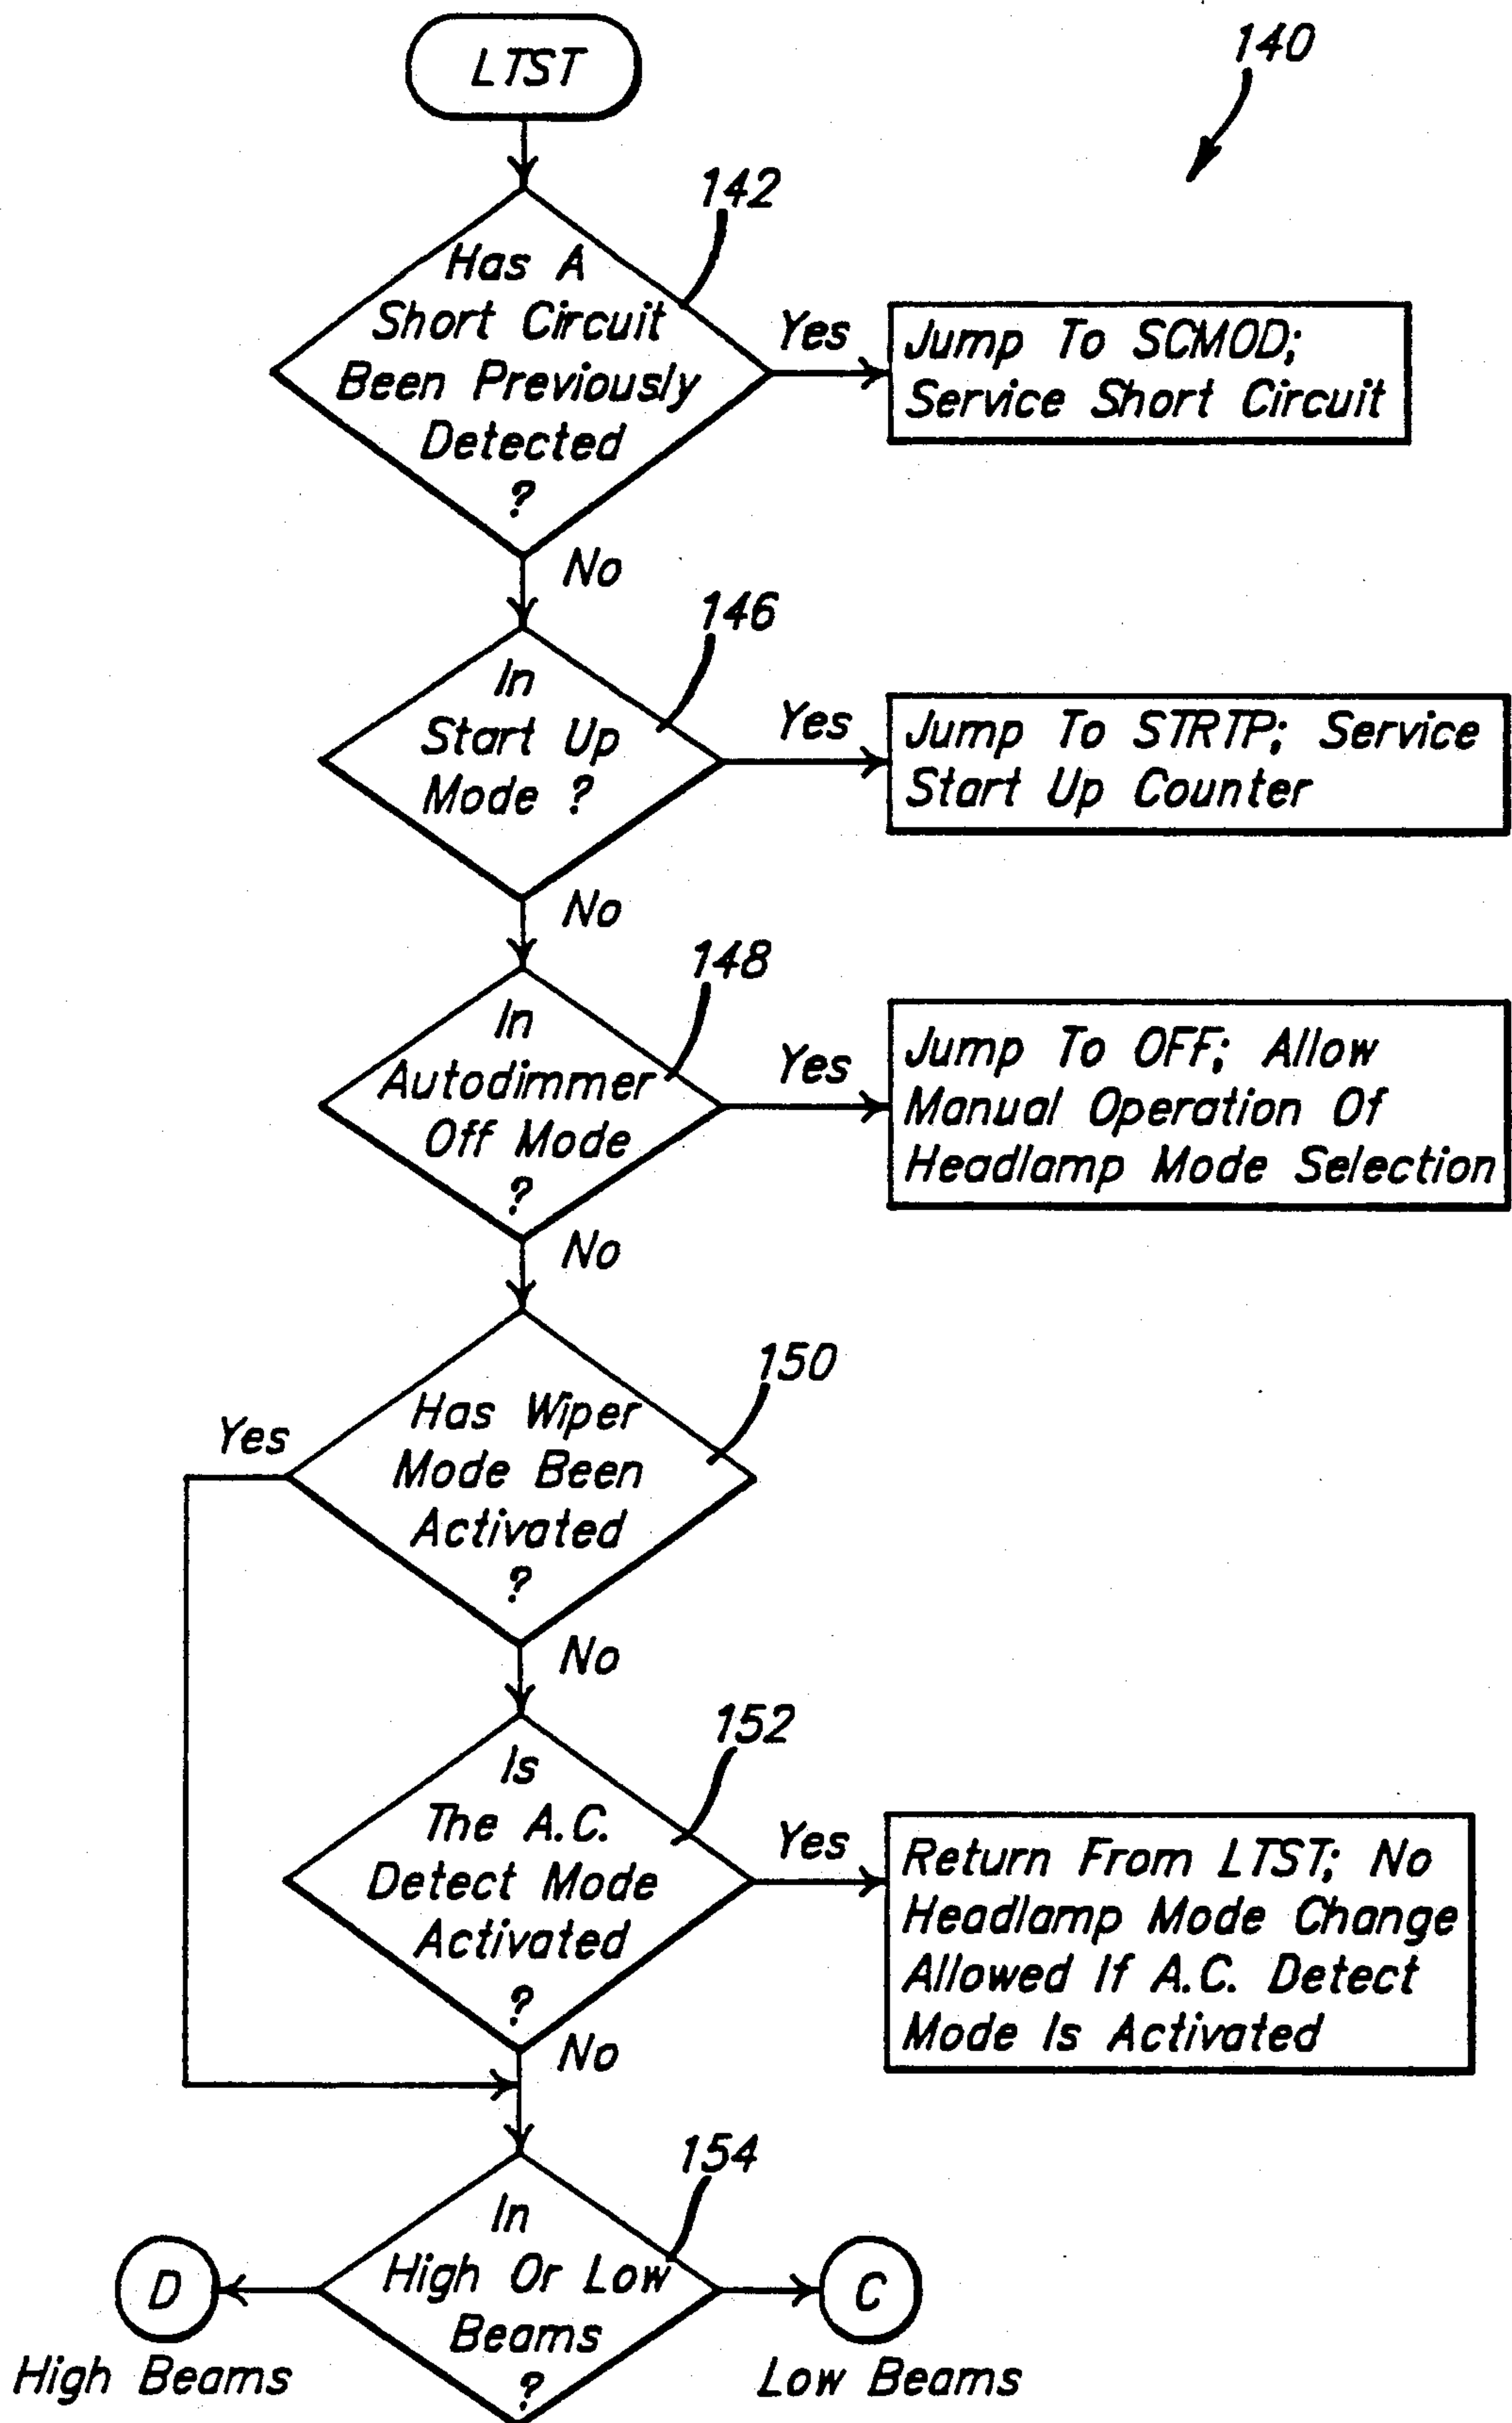 LTST
140
142
Has A
Short Circuit
Been Previously
Detected
?
Yes
Jump To SCMOD;
Service Short Circuit
No
146
In
Start Up
Mode ?
Yes
Jump To STRTP; Service
Start Up Counter
No
148
In
Autodimmer
Off Mode
?
Yes
Jump To OFF; Allow
Manual Operation Of
Headlamp Mode Selection
No
150
Has Wiper
Mode Been
Activated
?
Yes
No
152
Is
The A.C.
Detect Mode
Activated
?
Yes
Return From LTST; No
Headlamp Mode Change
Allowed If A.C. Detect
Mode Is Activated
No
154
In
High Or Low
Beams
?
D
High Beams
C
Low Beams